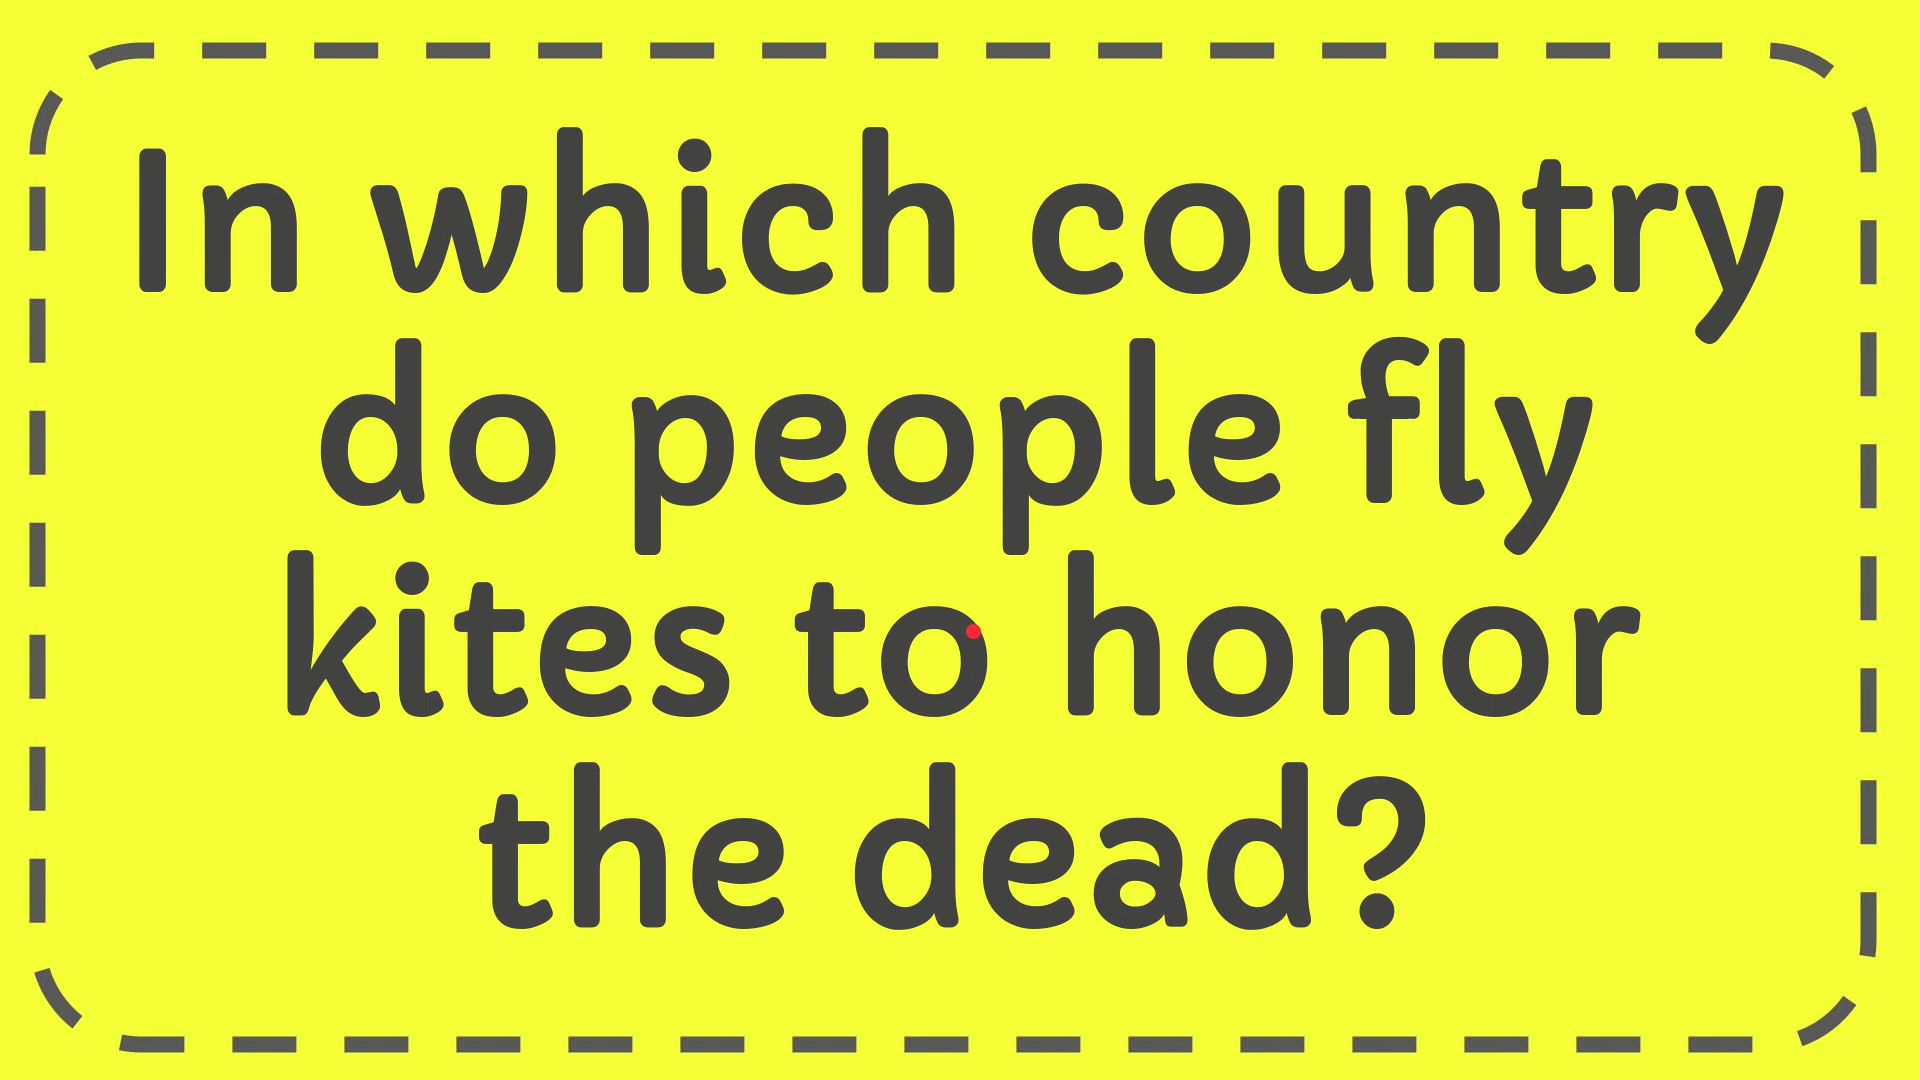 In which country
do people fly
kites to honor
the dead?